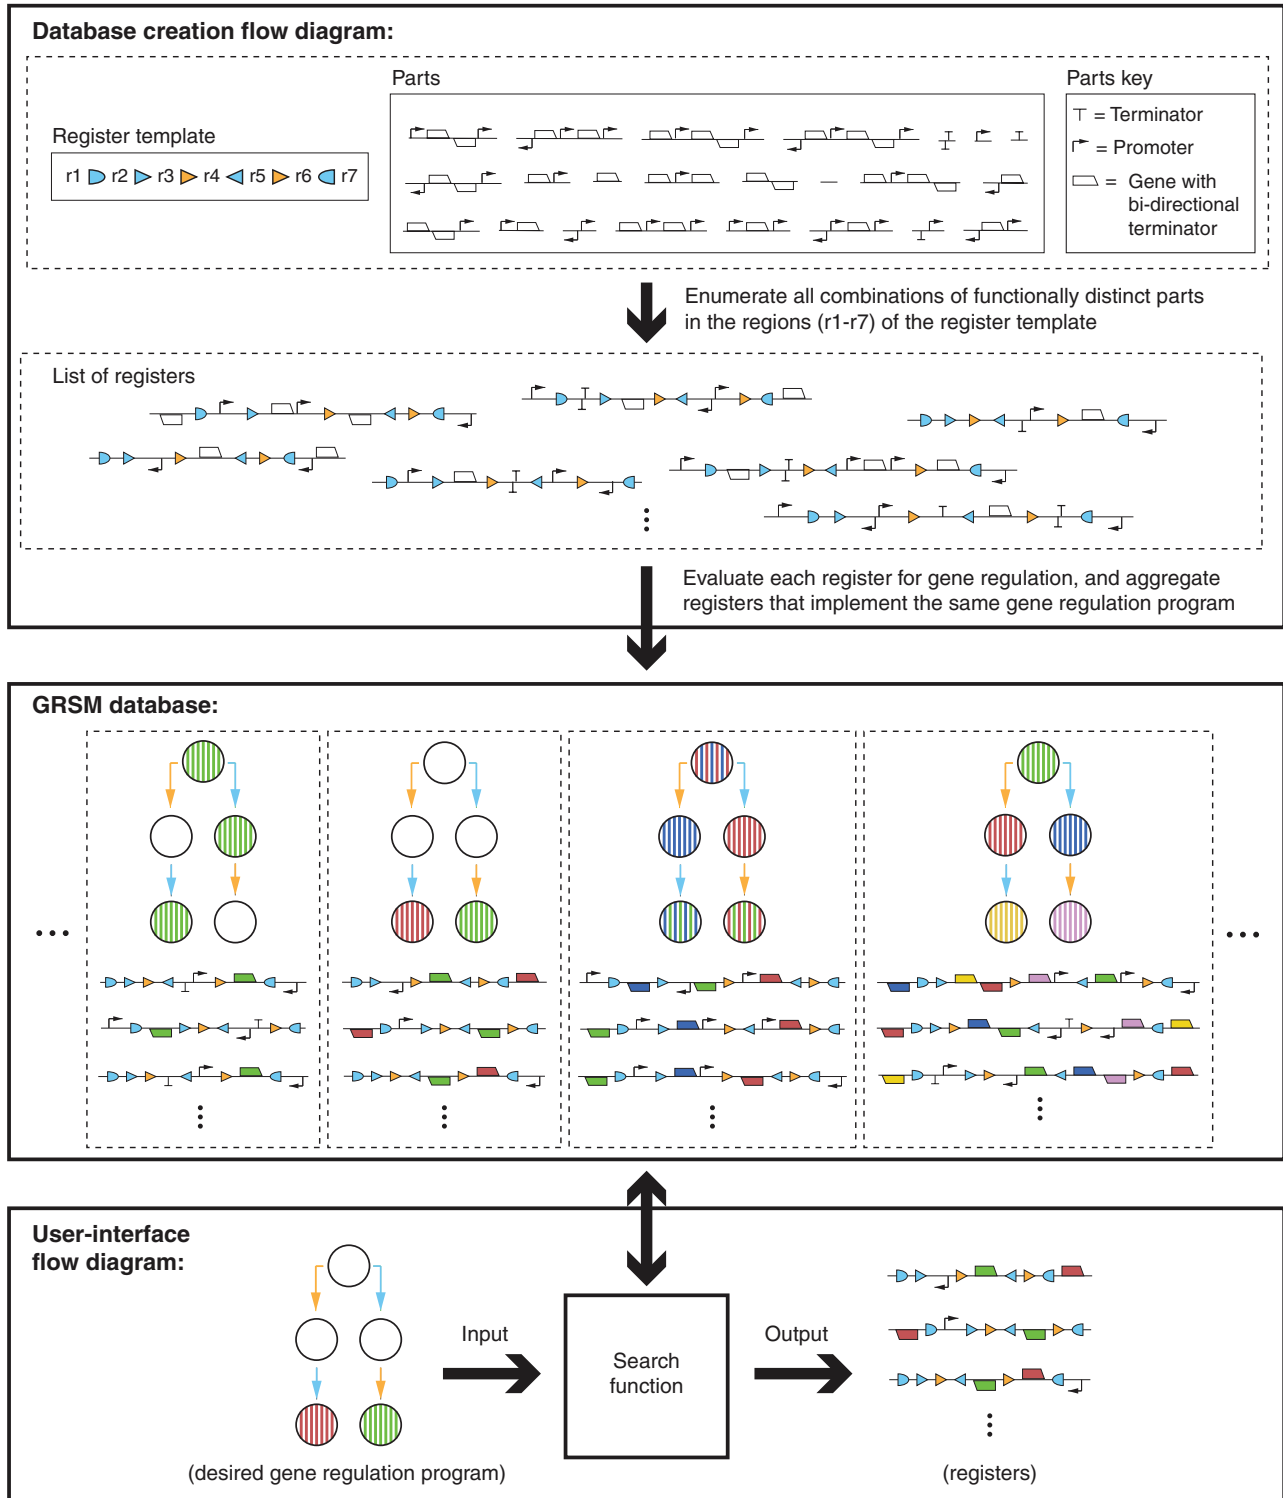 Database creation flow diagram:
Parts
Parts key
Register template
r1 r2 r3 r4 r5 r6 r7
= Terminator
= Promoter
= Gene with
bi-directional
terminator
Enumerate all combinations of functionally distinct parts
in the regions (r1-r7) of the register template
List of registers
Evaluate each register for gene regulation, and aggregate
registers that implement the same gene regulation program
GRSM database:
User-interface
flow diagram:
Input
Search
function
Output
(desired gene regulation program)
(registers)